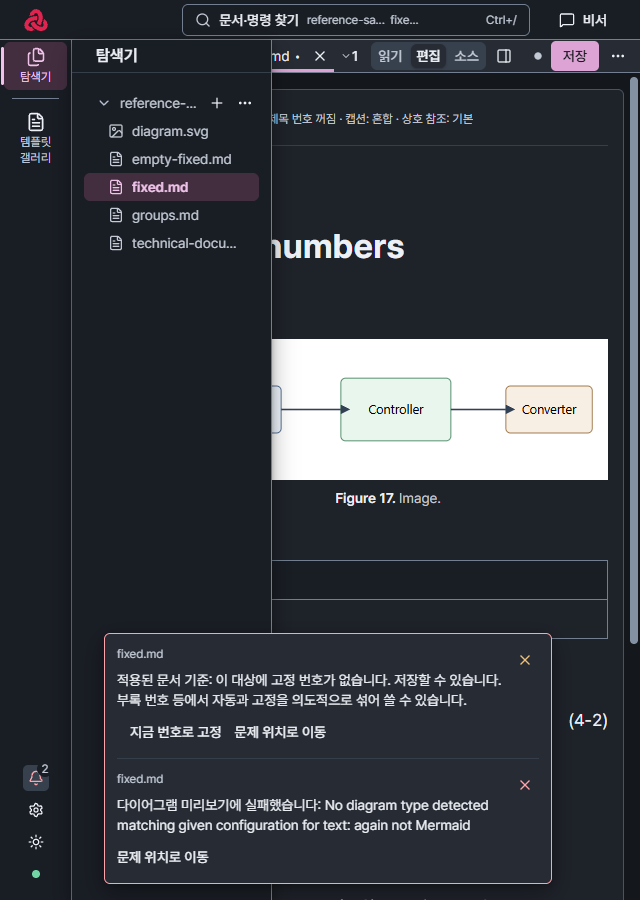 문서·명령 찾기 reference-sa... fixe... Ctrl+/
비서
탐색기
템플릿
갤러리
탐색기
reference-...
diagram.svg
empty-fixed.md
fixed.md
groups.md
technical-docu...
md
1
읽기 편집 소스
저장
제목 번호 꺼짐 · 캡션: 혼합 · 상호 참조: 기본
numbers
Controller
Converter
Figure 17. Image.
(4-2)
fixed.md
적용된 문서 기준: 이 대상에 고정 번호가 없습니다. 저장할 수 있습니다.
부록 번호 등에서 자동과 고정을 의도적으로 섞어 쓸 수 있습니다.
지금 번호로 고정 문제 위치로 이동
fixed.md
다이어그램 미리보기에 실패했습니다: No diagram type detected
matching given configuration for text: again not Mermaid
문제 위치로 이동
2